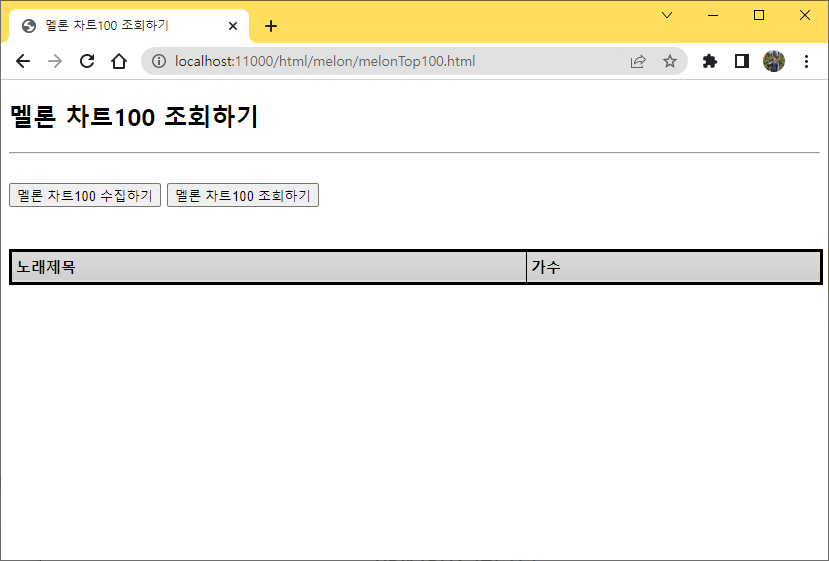 멜론 차트100 조회하기
localhost:11000/html/melon/melonTop100.html
멜론 차트100 조회하기
멜론 차트100 수집하기 멜론 차트100 조회하기
노래제목 가수